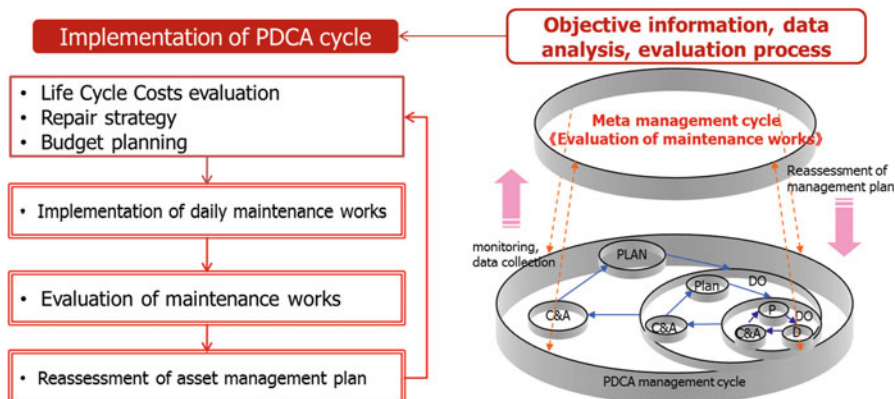 Implementation of PDCA cycle
• Life Cycle Costs evaluation
• Repair strategy
• Budget planning
• Implementation of daily maintenance works
• Evaluation of maintenance works
• Reassessment of asset management plan
Objective information, data
analysis, evaluation process
Meta management cycle
《Evaluation of maintenance works》
Reassessment of
management plan
monitoring,
data collection
PLAN
DO
Plan
DO
P
C&A
C&A
C&A
D
PDCA management cycle